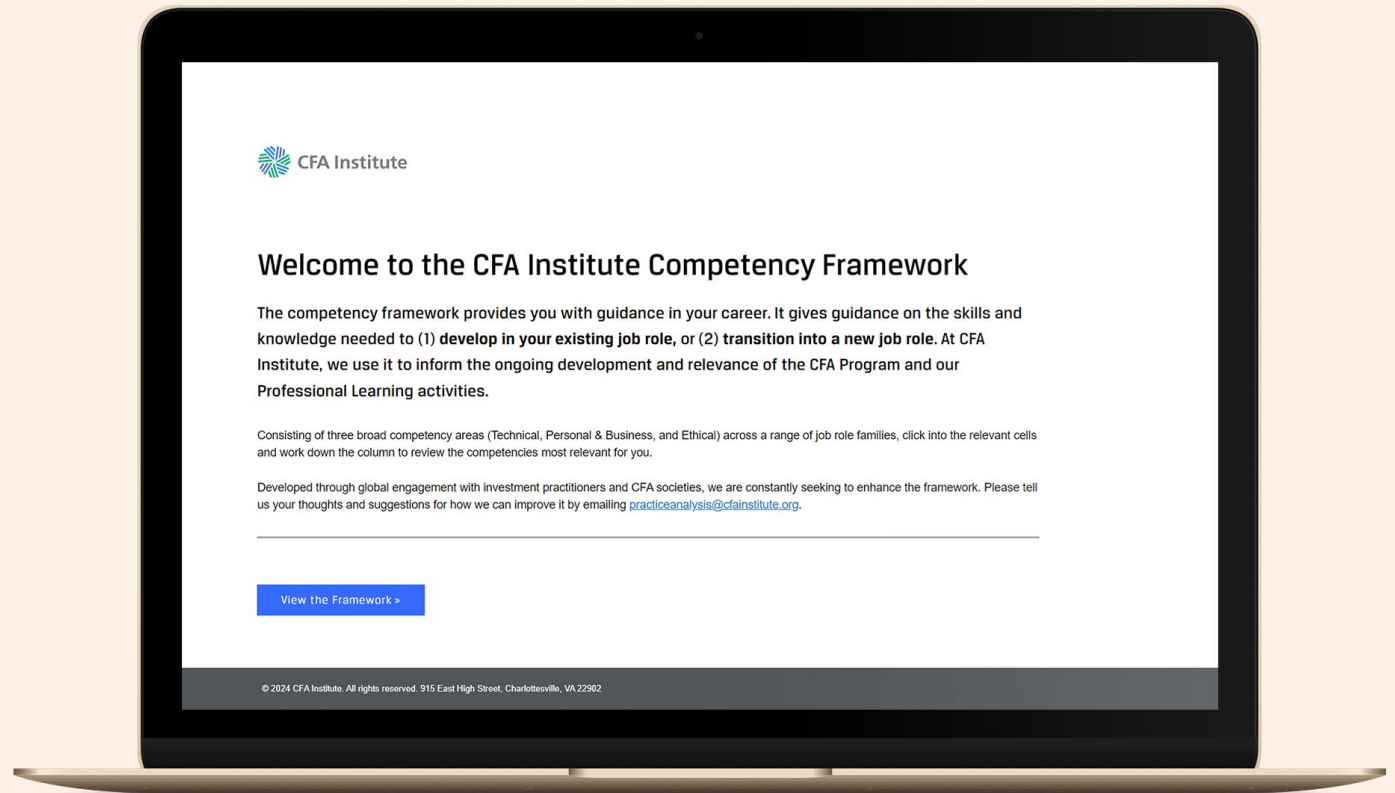 CFA Institute
Welcome to the CFA Institute Competency Framework
The competency framework provides you with guidance in your career. It gives guidance on the skills and
knowledge needed to (1) develop in your existing job role, or (2) transition into a new job role. At CFA
Institute, we use it to inform the ongoing development and relevance of the CFA Program and our
Professional Learning activities.
Consisting of three broad competency areas (Technical, Personal & Business, and Ethical) across a range of job role families, click into the relevant cells
and work down the column to review the competencies most relevant for you.
Developed through global engagement with investment practitioners and CFA societies, we are constantly seeking to enhance the framework. Please tell
us your thoughts and suggestions for how we can improve it by emailing practiceanalysis@cfainstitute.org.
View the Framework »
© 2024 CFA Institute. All rights reserved. 915 East High Street, Charlottesville, VA 22902